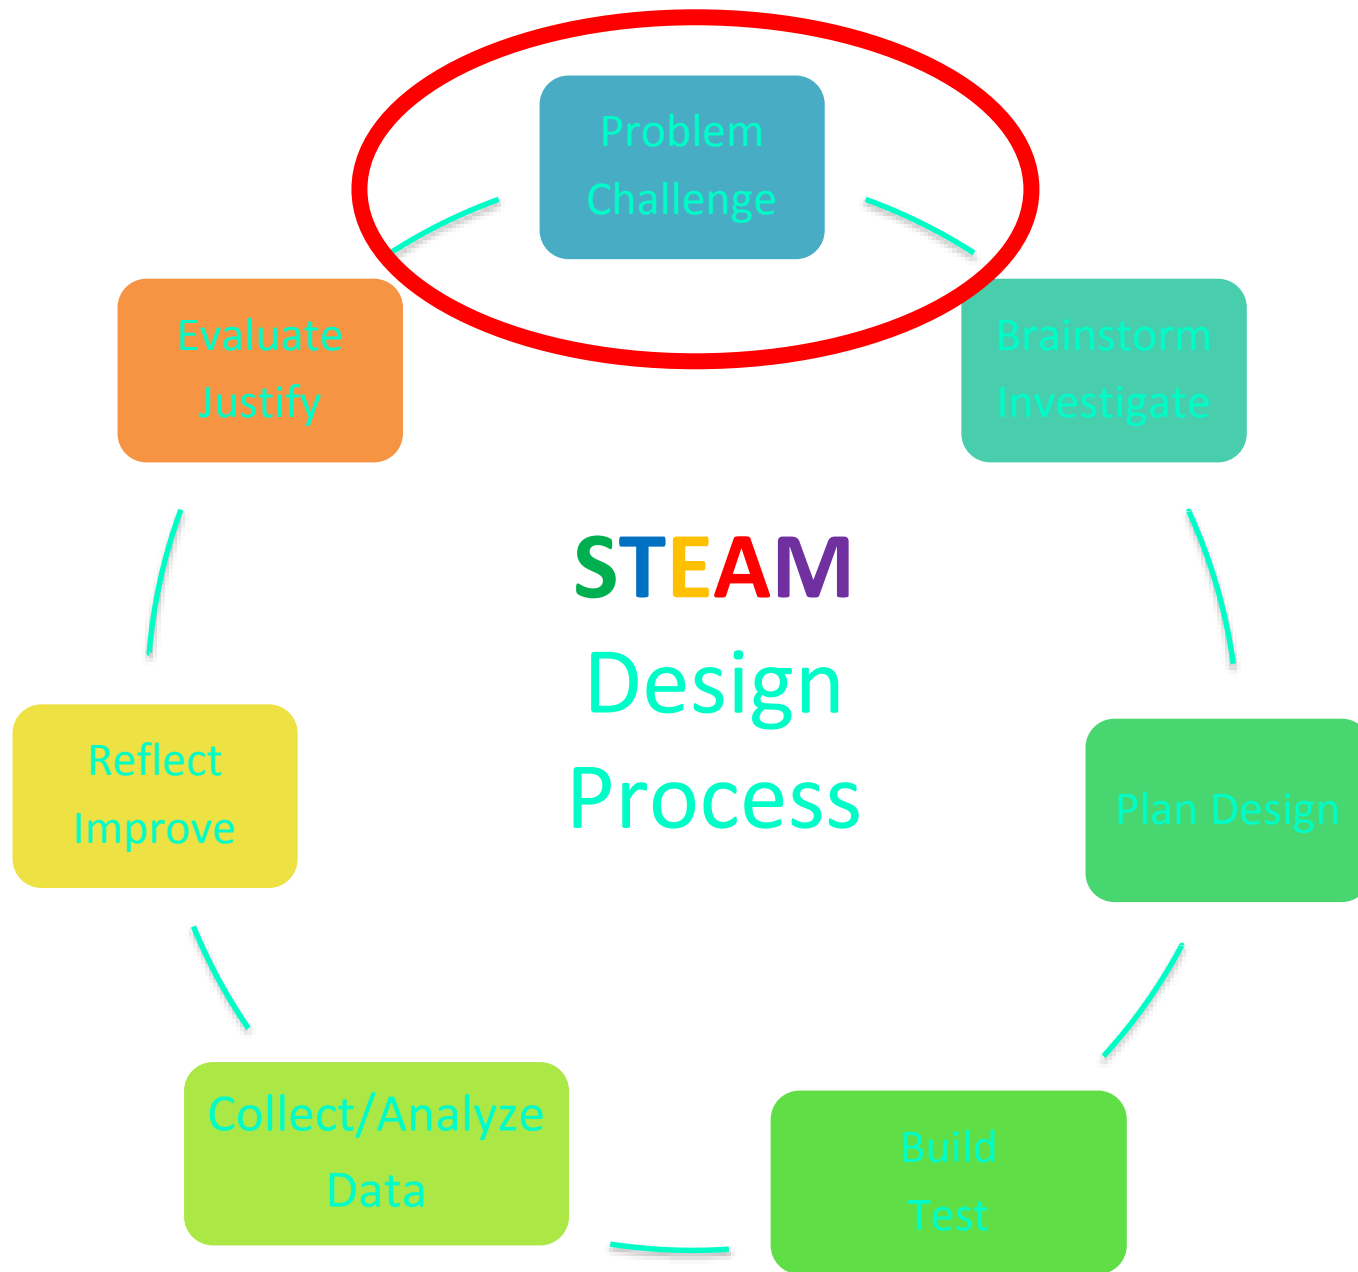 Problem
Challenge
Brainstorm
Investigate
Plan Design
Build
Test
Collect/Analyze
Data
Reflect
Improve
Evaluate
Justify
STEAM
Design
Process